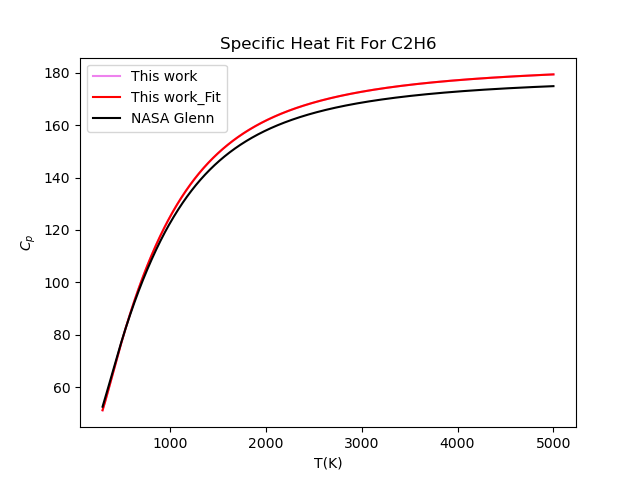 Specific Heat Fit For C2H6
This work
This work_Fit
NASA Glenn
180
160
140
120
100
80
60
Cp
1000 2000 3000 4000 5000
T(K)